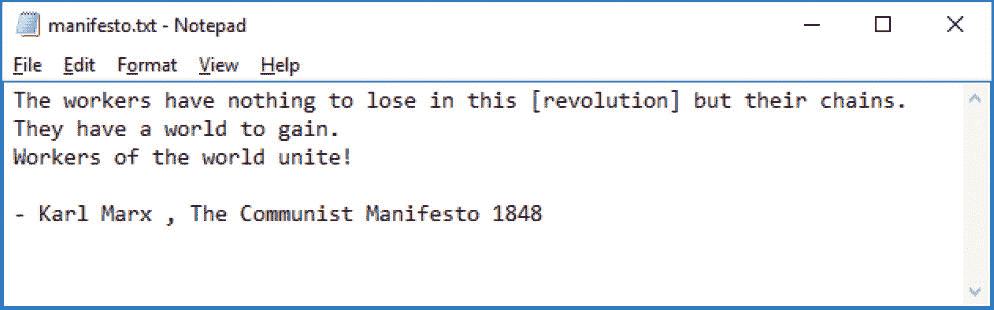 manifesto.txt - Notepad
File Edit Format View Help
The workers have nothing to lose in this [revolution] but their chains.
They have a world to gain.
Workers of the world unite!
- Karl Marx , The Communist Manifesto 1848